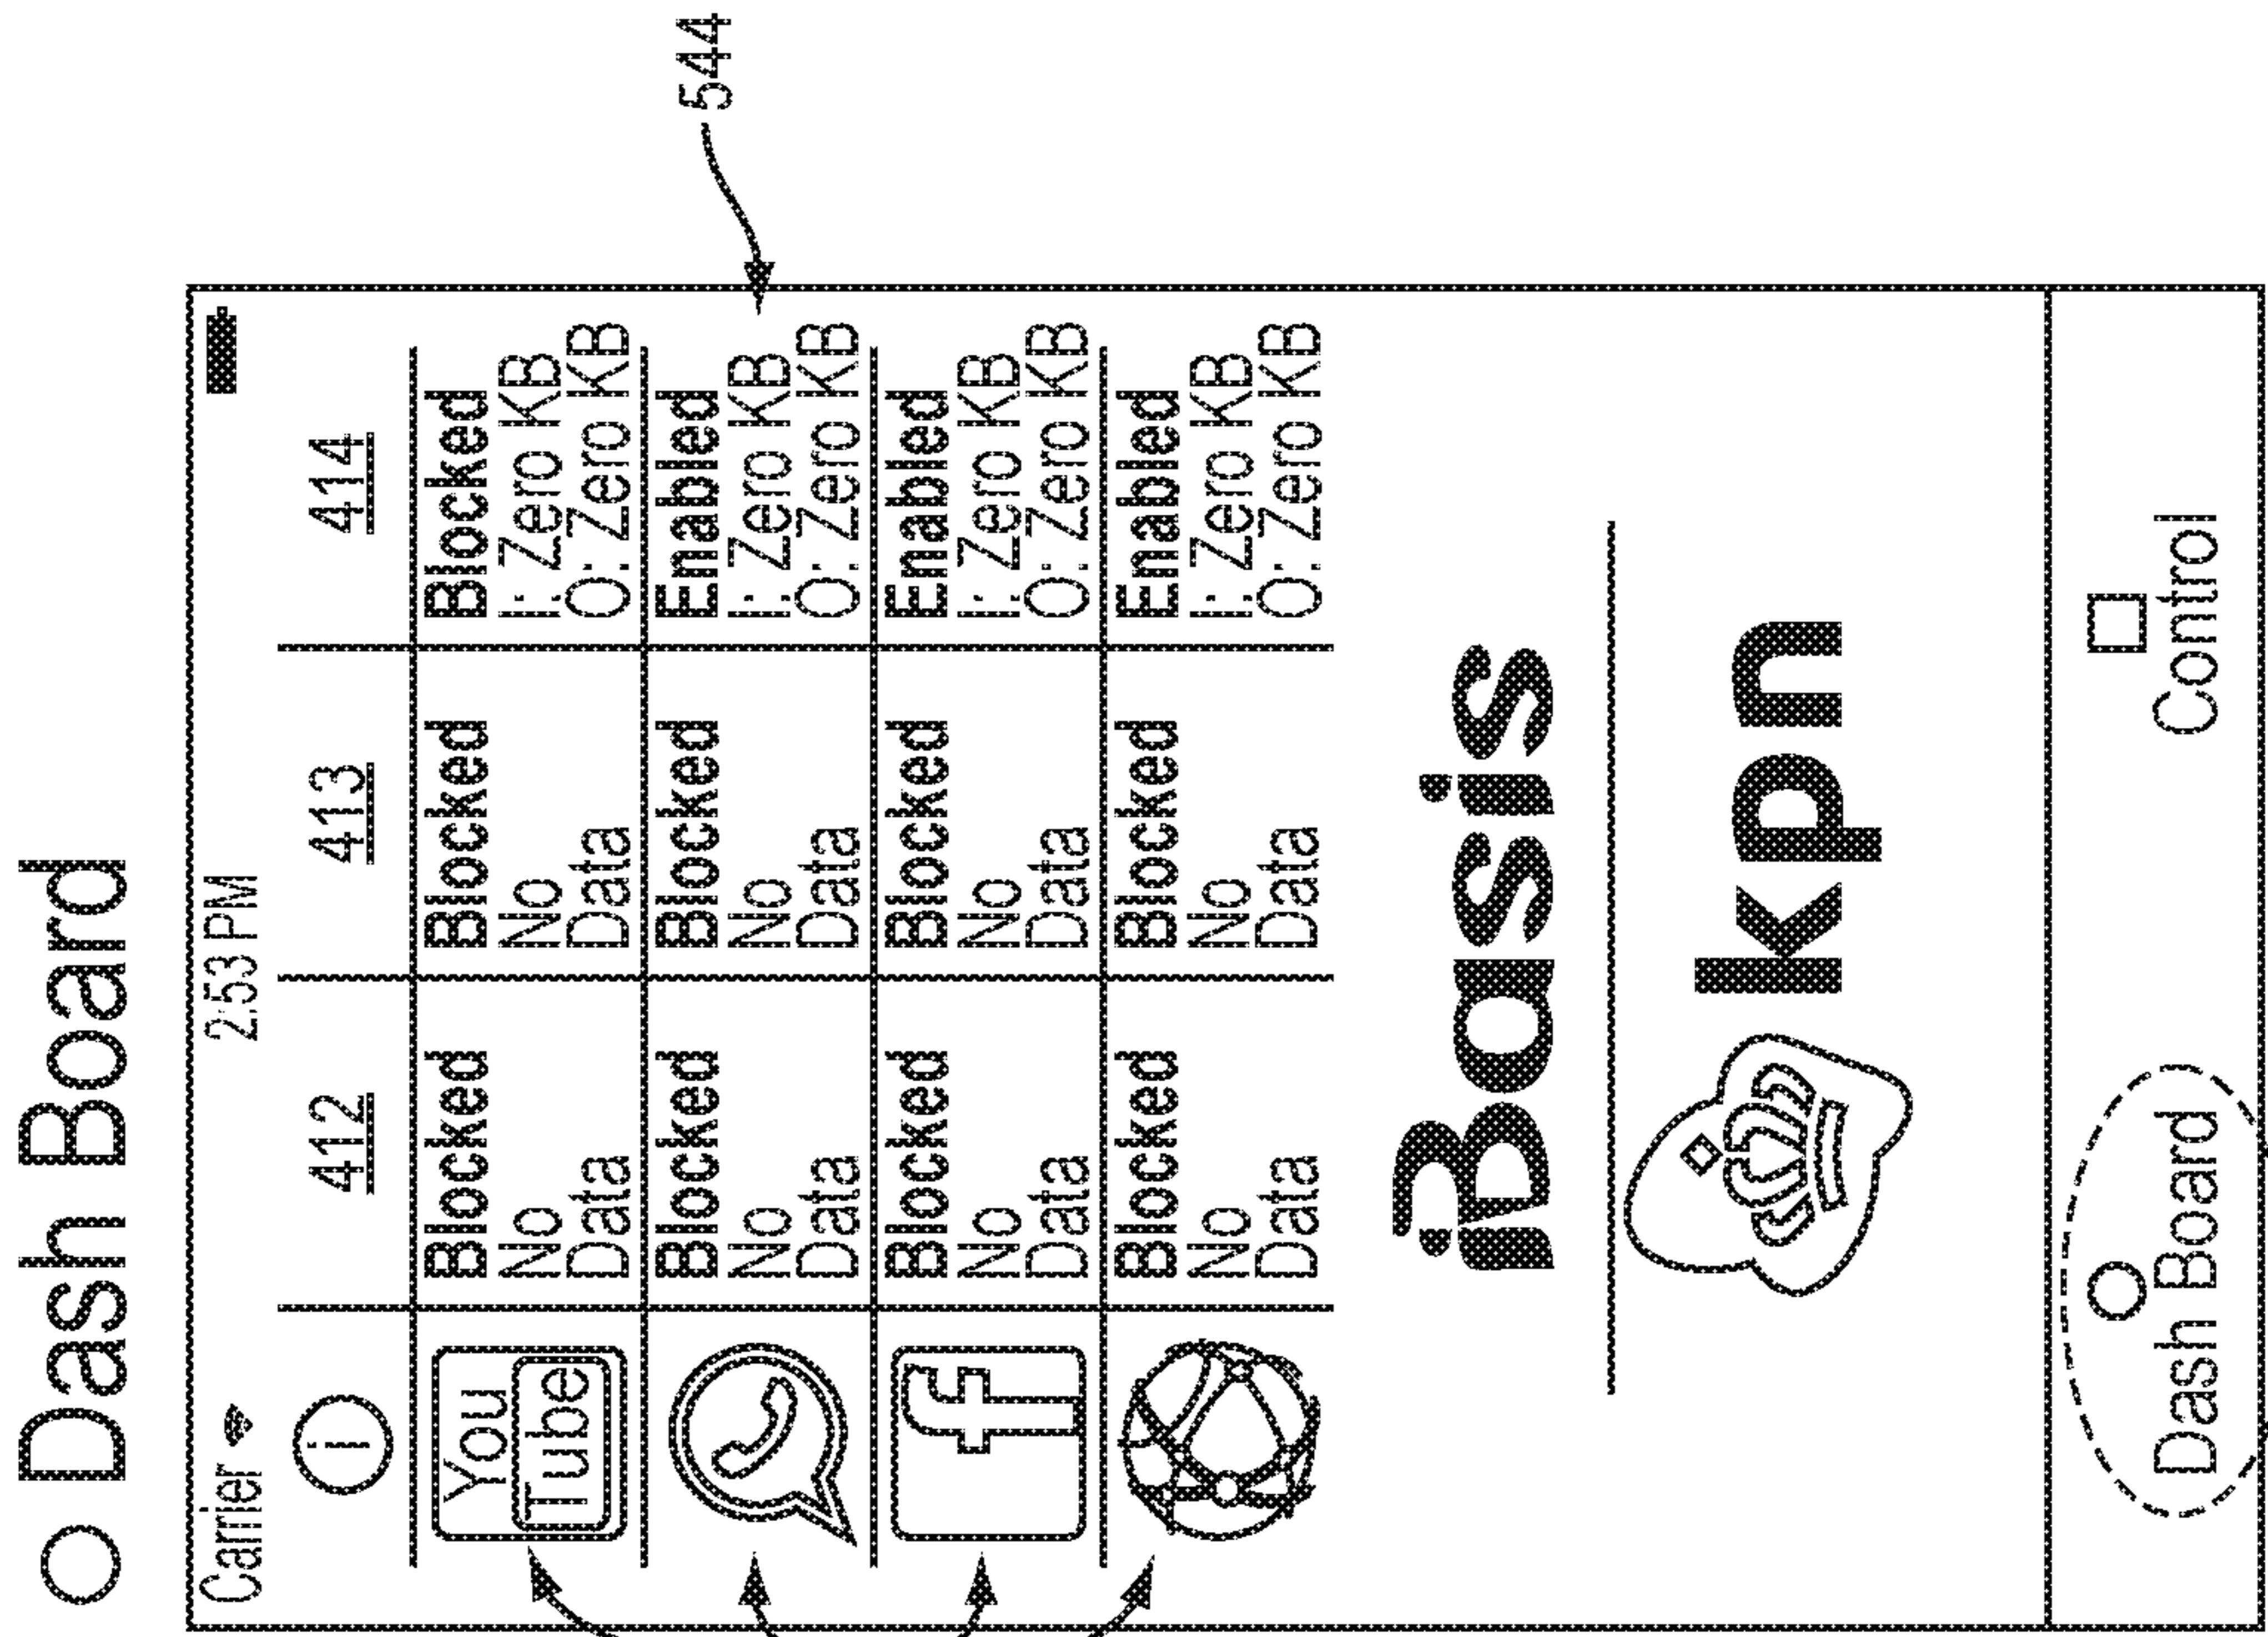 Dash Board
Carrier 2:53 PM
i 412 413 414
You Tube Blocked No Data Blocked No Data Blocked I: Zero KB O: Zero KB
Blocked No Data Blocked No Data Enabled I: Zero KB O: Zero KB
f Blocked No Data Blocked No Data Enabled I: Zero KB O: Zero KB
Blocked No Data Blocked No Data Enabled I: Zero KB O: Zero KB
544
iBasis
kpn
Dash Board Control